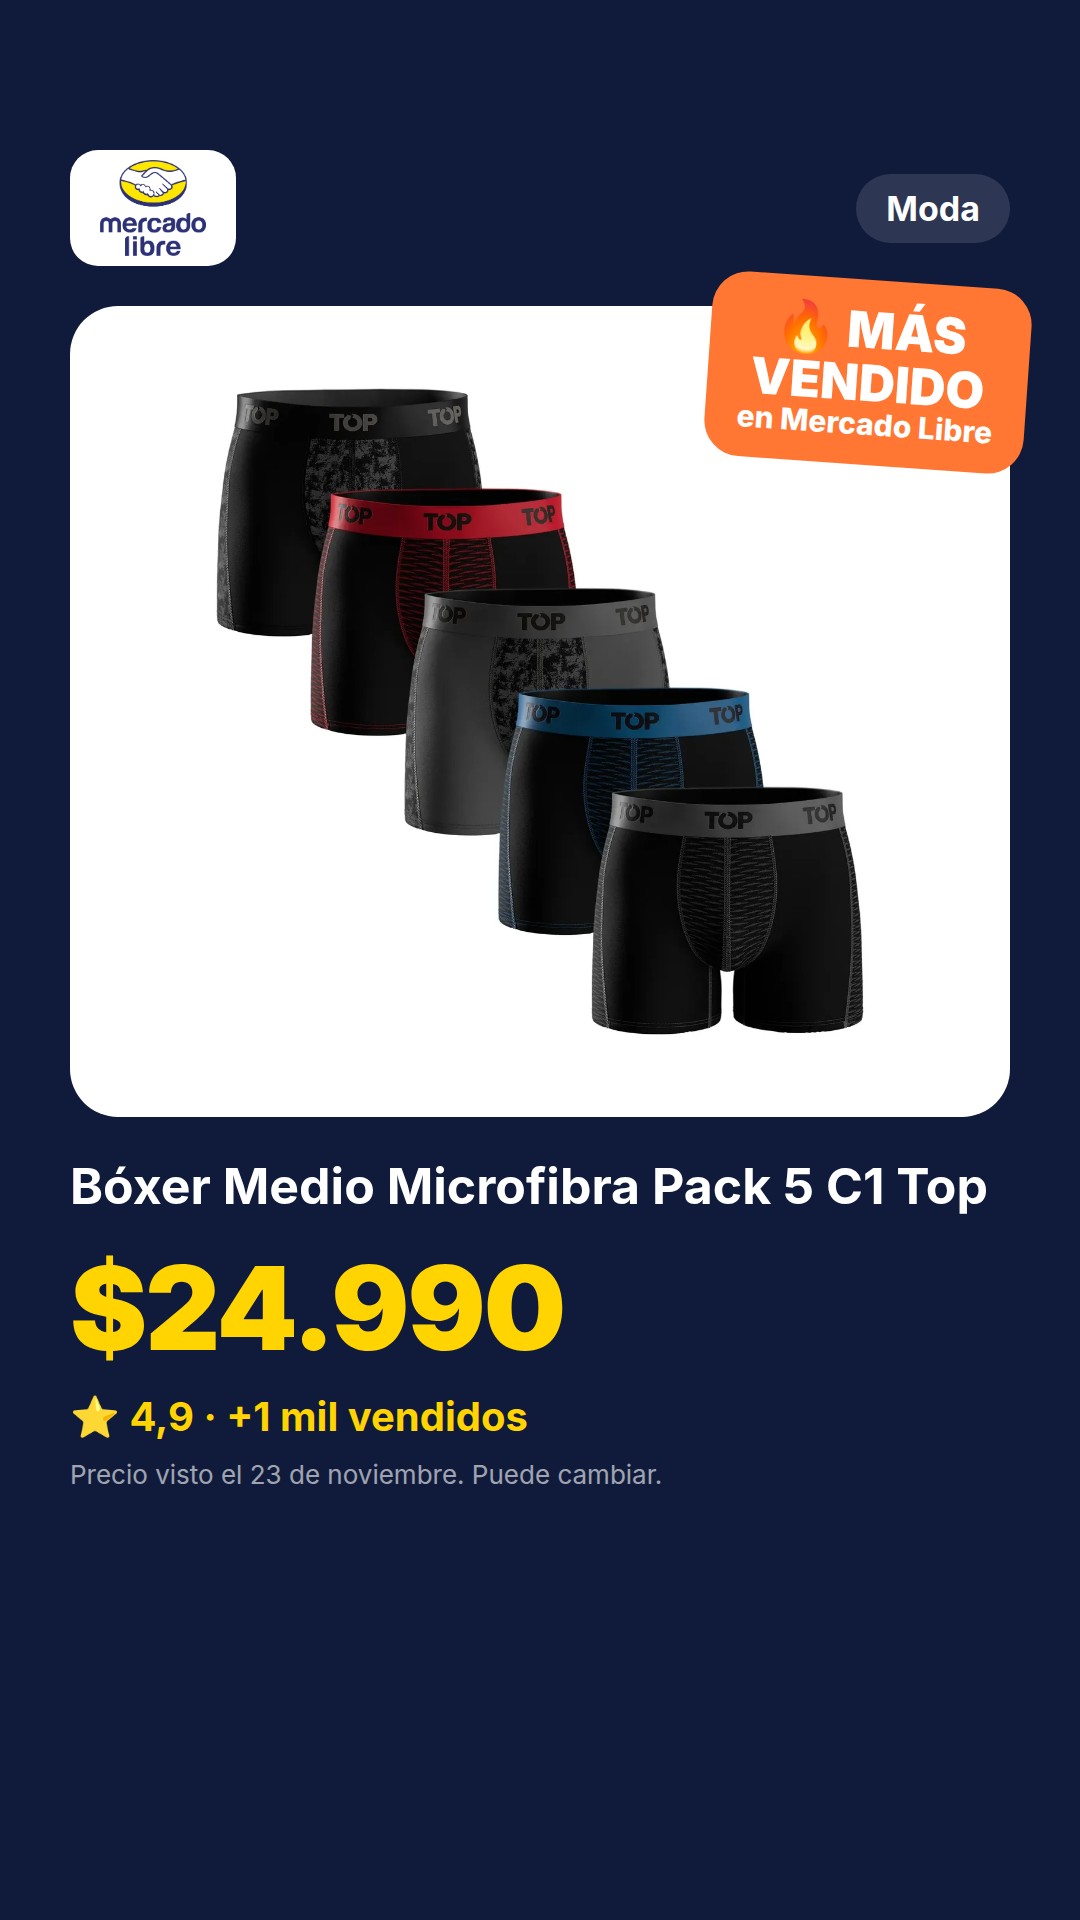 mercado
libre
Moda
🔥 MÁS
VENDIDO
en Mercado Libre
TOP TOP TOP
TOP TOP TOP
TOP TOP TOP
TOP TOP TOP
TOP TOP TOP
Bóxer Medio Microfibra Pack 5 C1 Top
$24.990
⭐ 4,9 · +1 mil vendidos
Precio visto el 23 de noviembre. Puede cambiar.